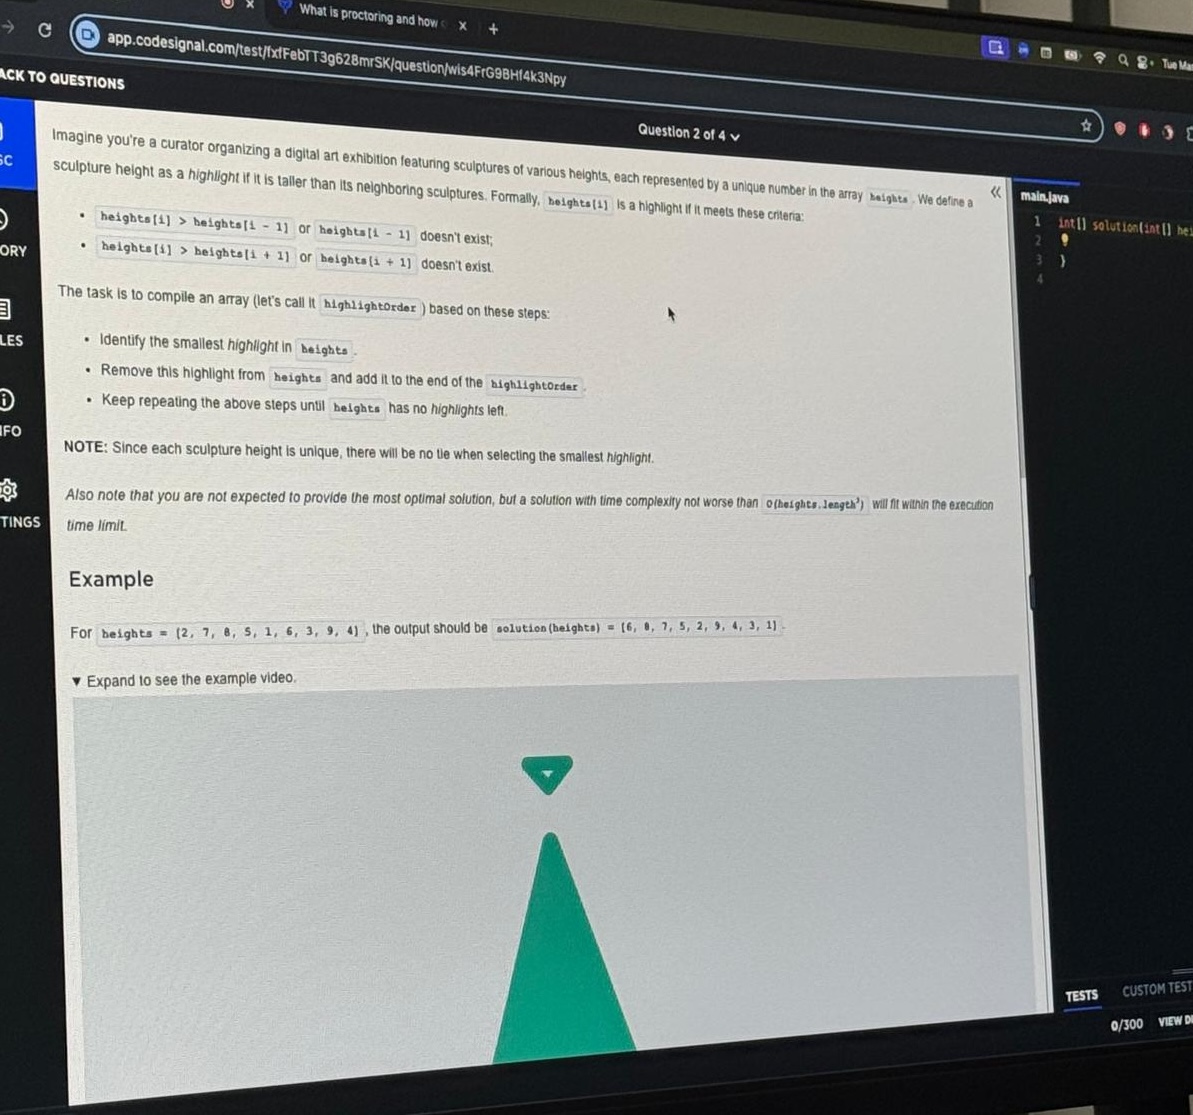 What is proctoring and how
app.codesignal.com/test/fxfFebTT3g628mrSK/question/wis4FrG9BHf4k3Npy
Tue Ma
ACK TO QUESTIONS
Question 2 of 4
SC
ORY
LES
IFO
TINGS
Imagine you're a curator organizing a digital art exhibition featuring sculptures of various heights, each represented by a unique number in the array heights . We define a
sculpture height as a highlight if it is taller than its neighboring sculptures. Formally, heights[i] is a highlight if it meets these criteria:
• heights[i] > heights[i - 1] or heights[i - 1] doesn't exist;
• heights[i] > heights[i + 1] or heights[i + 1] doesn't exist.
The task is to compile an array (let's call it highlightOrder ) based on these steps:
• Identify the smallest highlight in heights .
• Remove this highlight from heights and add it to the end of the highlightOrder .
• Keep repeating the above steps until heights has no highlights left.
NOTE: Since each sculpture height is unique, there will be no tie when selecting the smallest highlight.
Also note that you are not expected to provide the most optimal solution, but a solution with time complexity not worse than O(heights.length³) will fit within the execution
time limit.
Example
For heights = [2, 7, 8, 5, 1, 6, 3, 9, 4] , the output should be solution(heights) = [6, 8, 7, 5, 2, 9, 4, 3, 1] .
▼ Expand to see the example video.
main.java
1 int[] solution(int[] hei
2
3 }
4
TESTS CUSTOM TEST
0/300 VIEW D